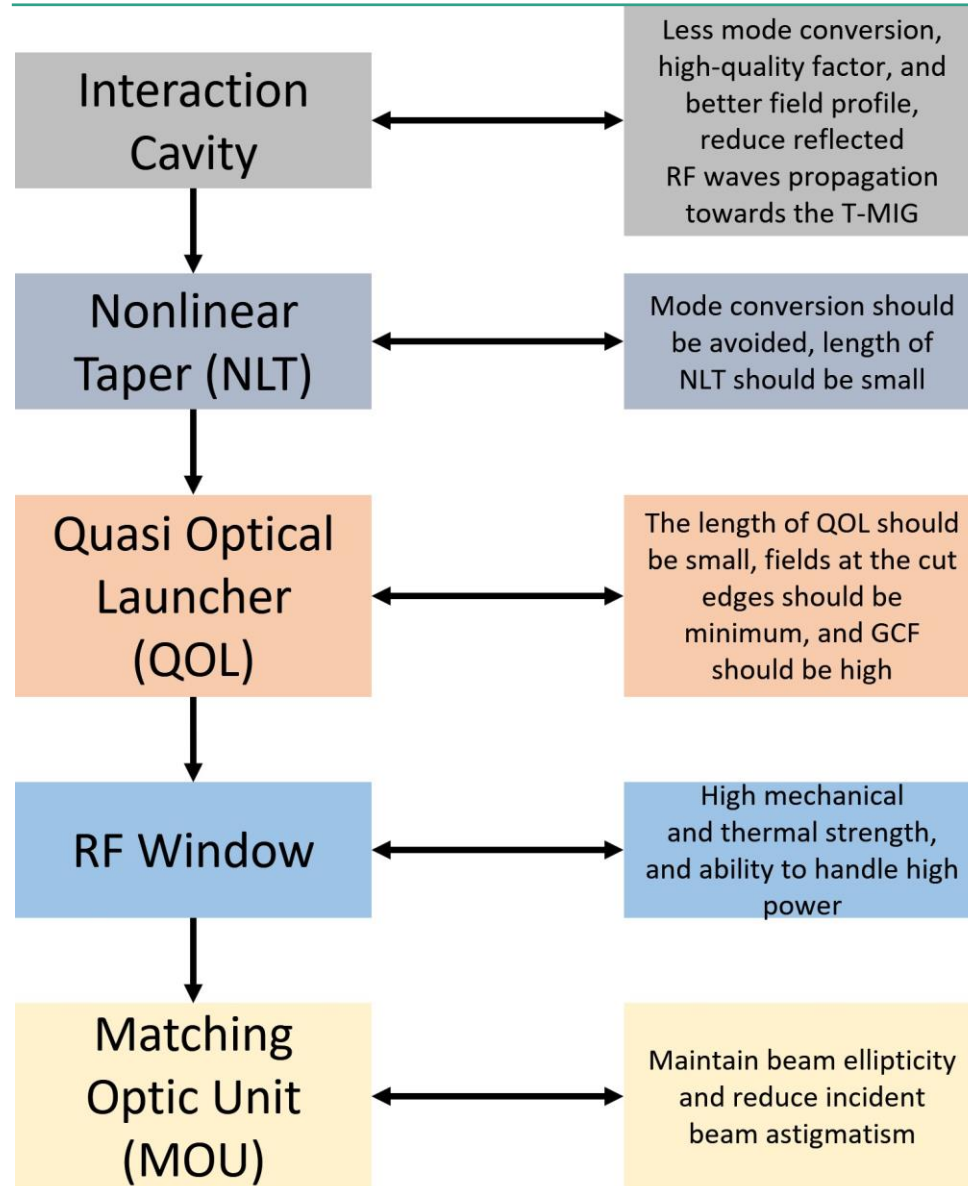 Interaction
Cavity
Less mode conversion,
high-quality factor, and
better field profile,
reduce reflected
RF waves propagation
towards the T-MIG
Nonlinear
Taper (NLT)
Mode conversion should
be avoided, length of
NLT should be small
Quasi Optical
Launcher
(QOL)
The length of QOL should
be small, fields at the cut
edges should be
minimum, and GCF
should be high
RF Window
High mechanical
and thermal strength,
and ability to handle high
power
Matching
Optic Unit
(MOU)
Maintain beam ellipticity
and reduce incident
beam astigmatism